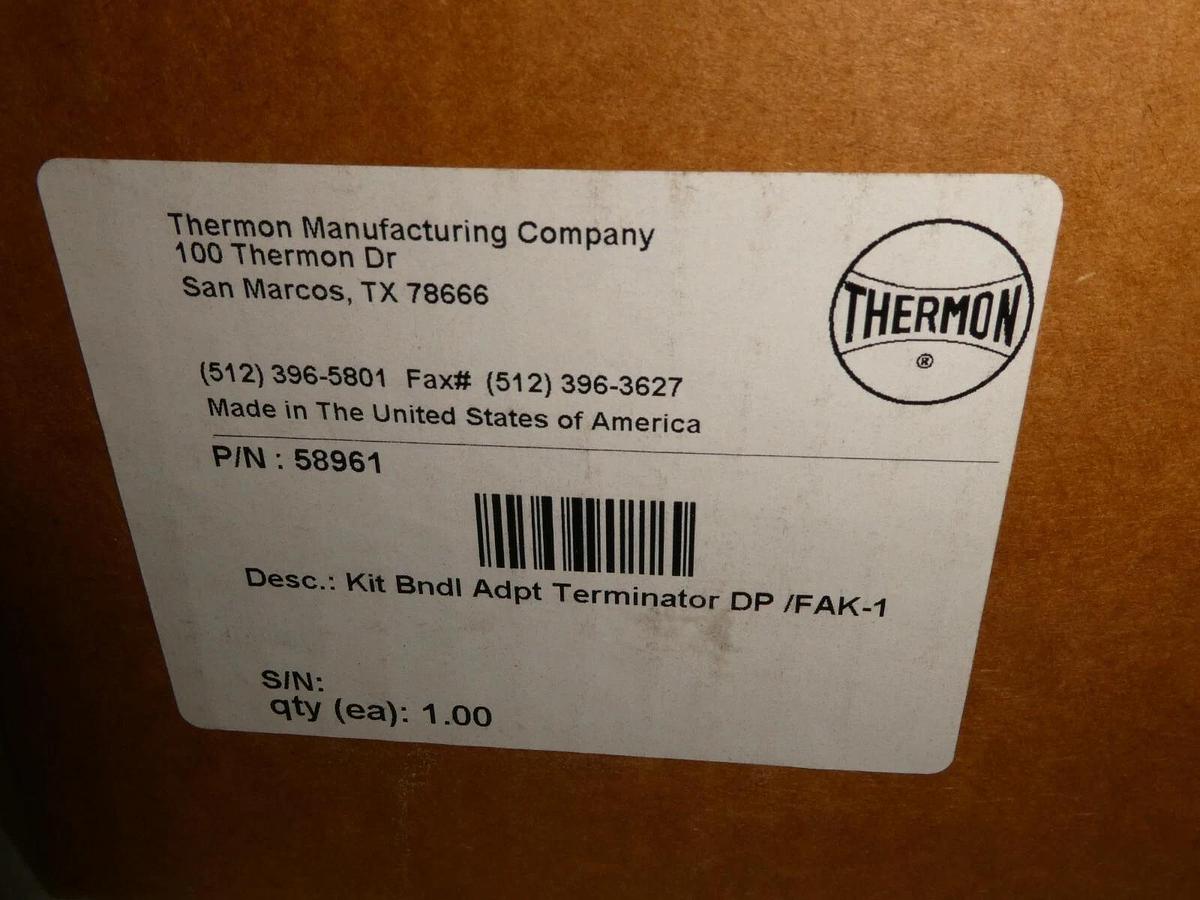 Thermon Manufacturing Company
100 Thermon Dr
San Marcos, TX 78666
THERMON
®
(512) 396-5801 Fax# (512) 396-3627
Made in The United States of America
P/N : 58961
Desc.: Kit Bndl Adpt Terminator DP /FAK-1
S/N:
qty (ea): 1.00